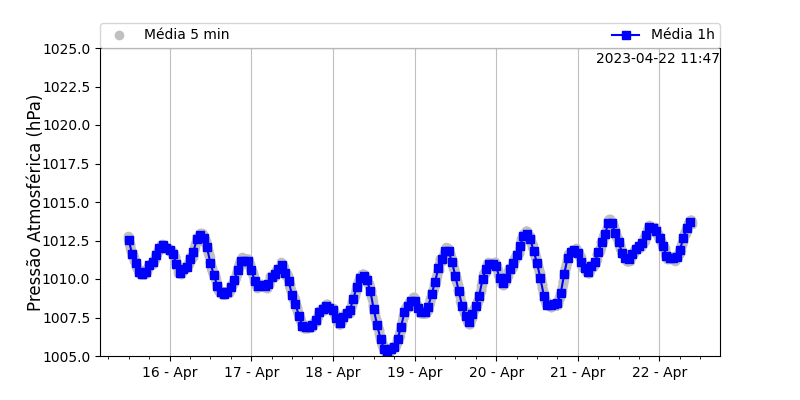 Média 5 min
Média 1h
2023-04-22 11:47
Pressão Atmosférica (hPa)
1025.0
1022.5
1020.0
1017.5
1015.0
1012.5
1010.0
1007.5
1005.0
16 - Apr
17 - Apr
18 - Apr
19 - Apr
20 - Apr
21 - Apr
22 - Apr